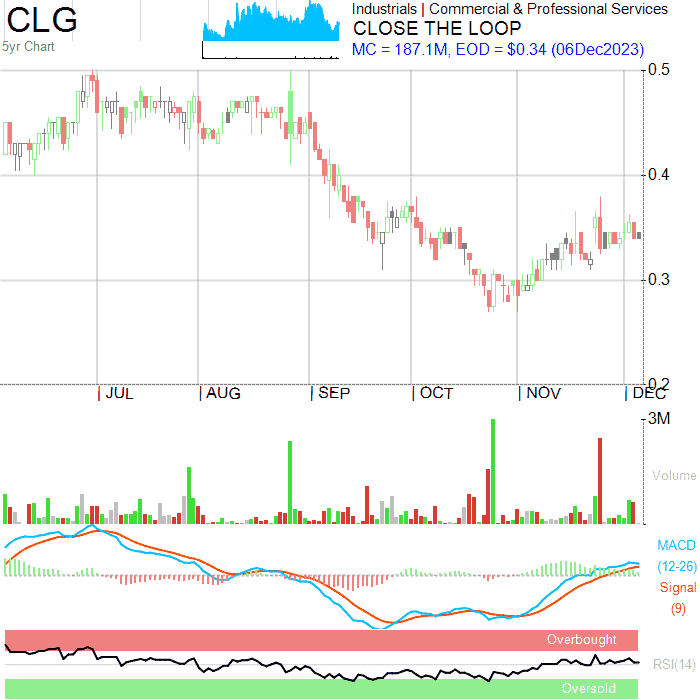 CLG
5yr Chart
Industrials | Commercial & Professional Services
CLOSE THE LOOP
MC = 187.1M, EOD = $0.34 (06Dec2023)
0.5
0.4
0.3
0.2
JUL AUG SEP OCT NOV DEC
3M
Volume
MACD
(12-26)
Signal
(9)
Overbought
RSI(14)
Oversold